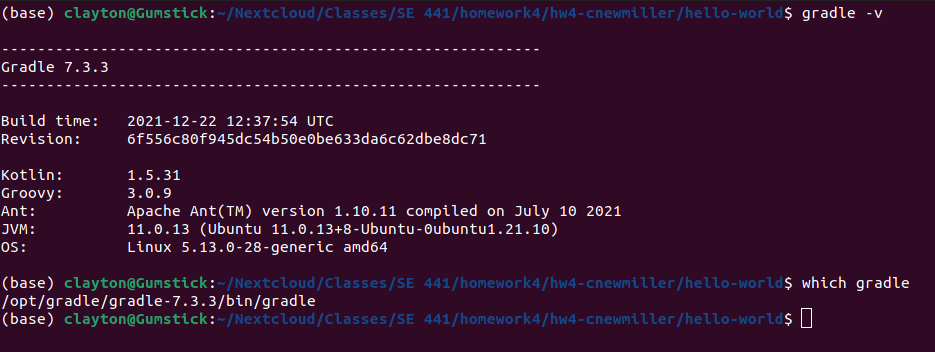 (base) clayton@Gumstick:~/Nextcloud/Classes/SE 441/homework4/hw4-cnewmiller/hello-world$ gradle -v
------------------------------------------------------------
Gradle 7.3.3
------------------------------------------------------------
Build time:   2021-12-22 12:37:54 UTC
Revision:     6f556c80f945dc54b50e0be633da6c62dbe8dc71
Kotlin:       1.5.31
Groovy:       3.0.9
Ant:          Apache Ant(TM) version 1.10.11 compiled on July 10 2021
JVM:          11.0.13 (Ubuntu 11.0.13+8-Ubuntu-0ubuntu1.21.10)
OS:           Linux 5.13.0-28-generic amd64
(base) clayton@Gumstick:~/Nextcloud/Classes/SE 441/homework4/hw4-cnewmiller/hello-world$ which gradle
/opt/gradle/gradle-7.3.3/bin/gradle
(base) clayton@Gumstick:~/Nextcloud/Classes/SE 441/homework4/hw4-cnewmiller/hello-world$